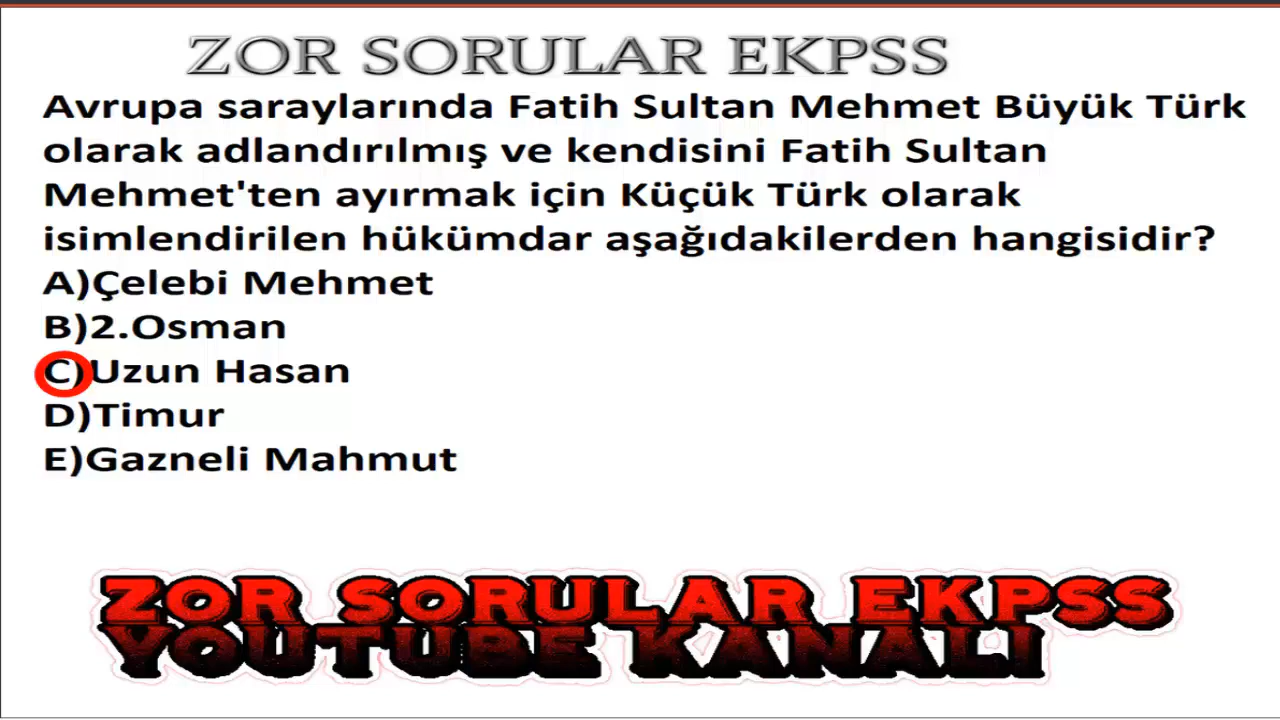 ZOR SORULAR EKPSS
Avrupa saraylarında Fatih Sultan Mehmet Büyük Türk
olarak adlandırılmış ve kendisini Fatih Sultan
Mehmet'ten ayırmak için Küçük Türk olarak
isimlendirilen hükümdar aşağıdakilerden hangisidir?
A)Çelebi Mehmet
B)2.Osman
C)Uzun Hasan
D)Timur
E)Gazneli Mahmut
ZOR SORULAR EKPSS
YOUTUBE KANALI